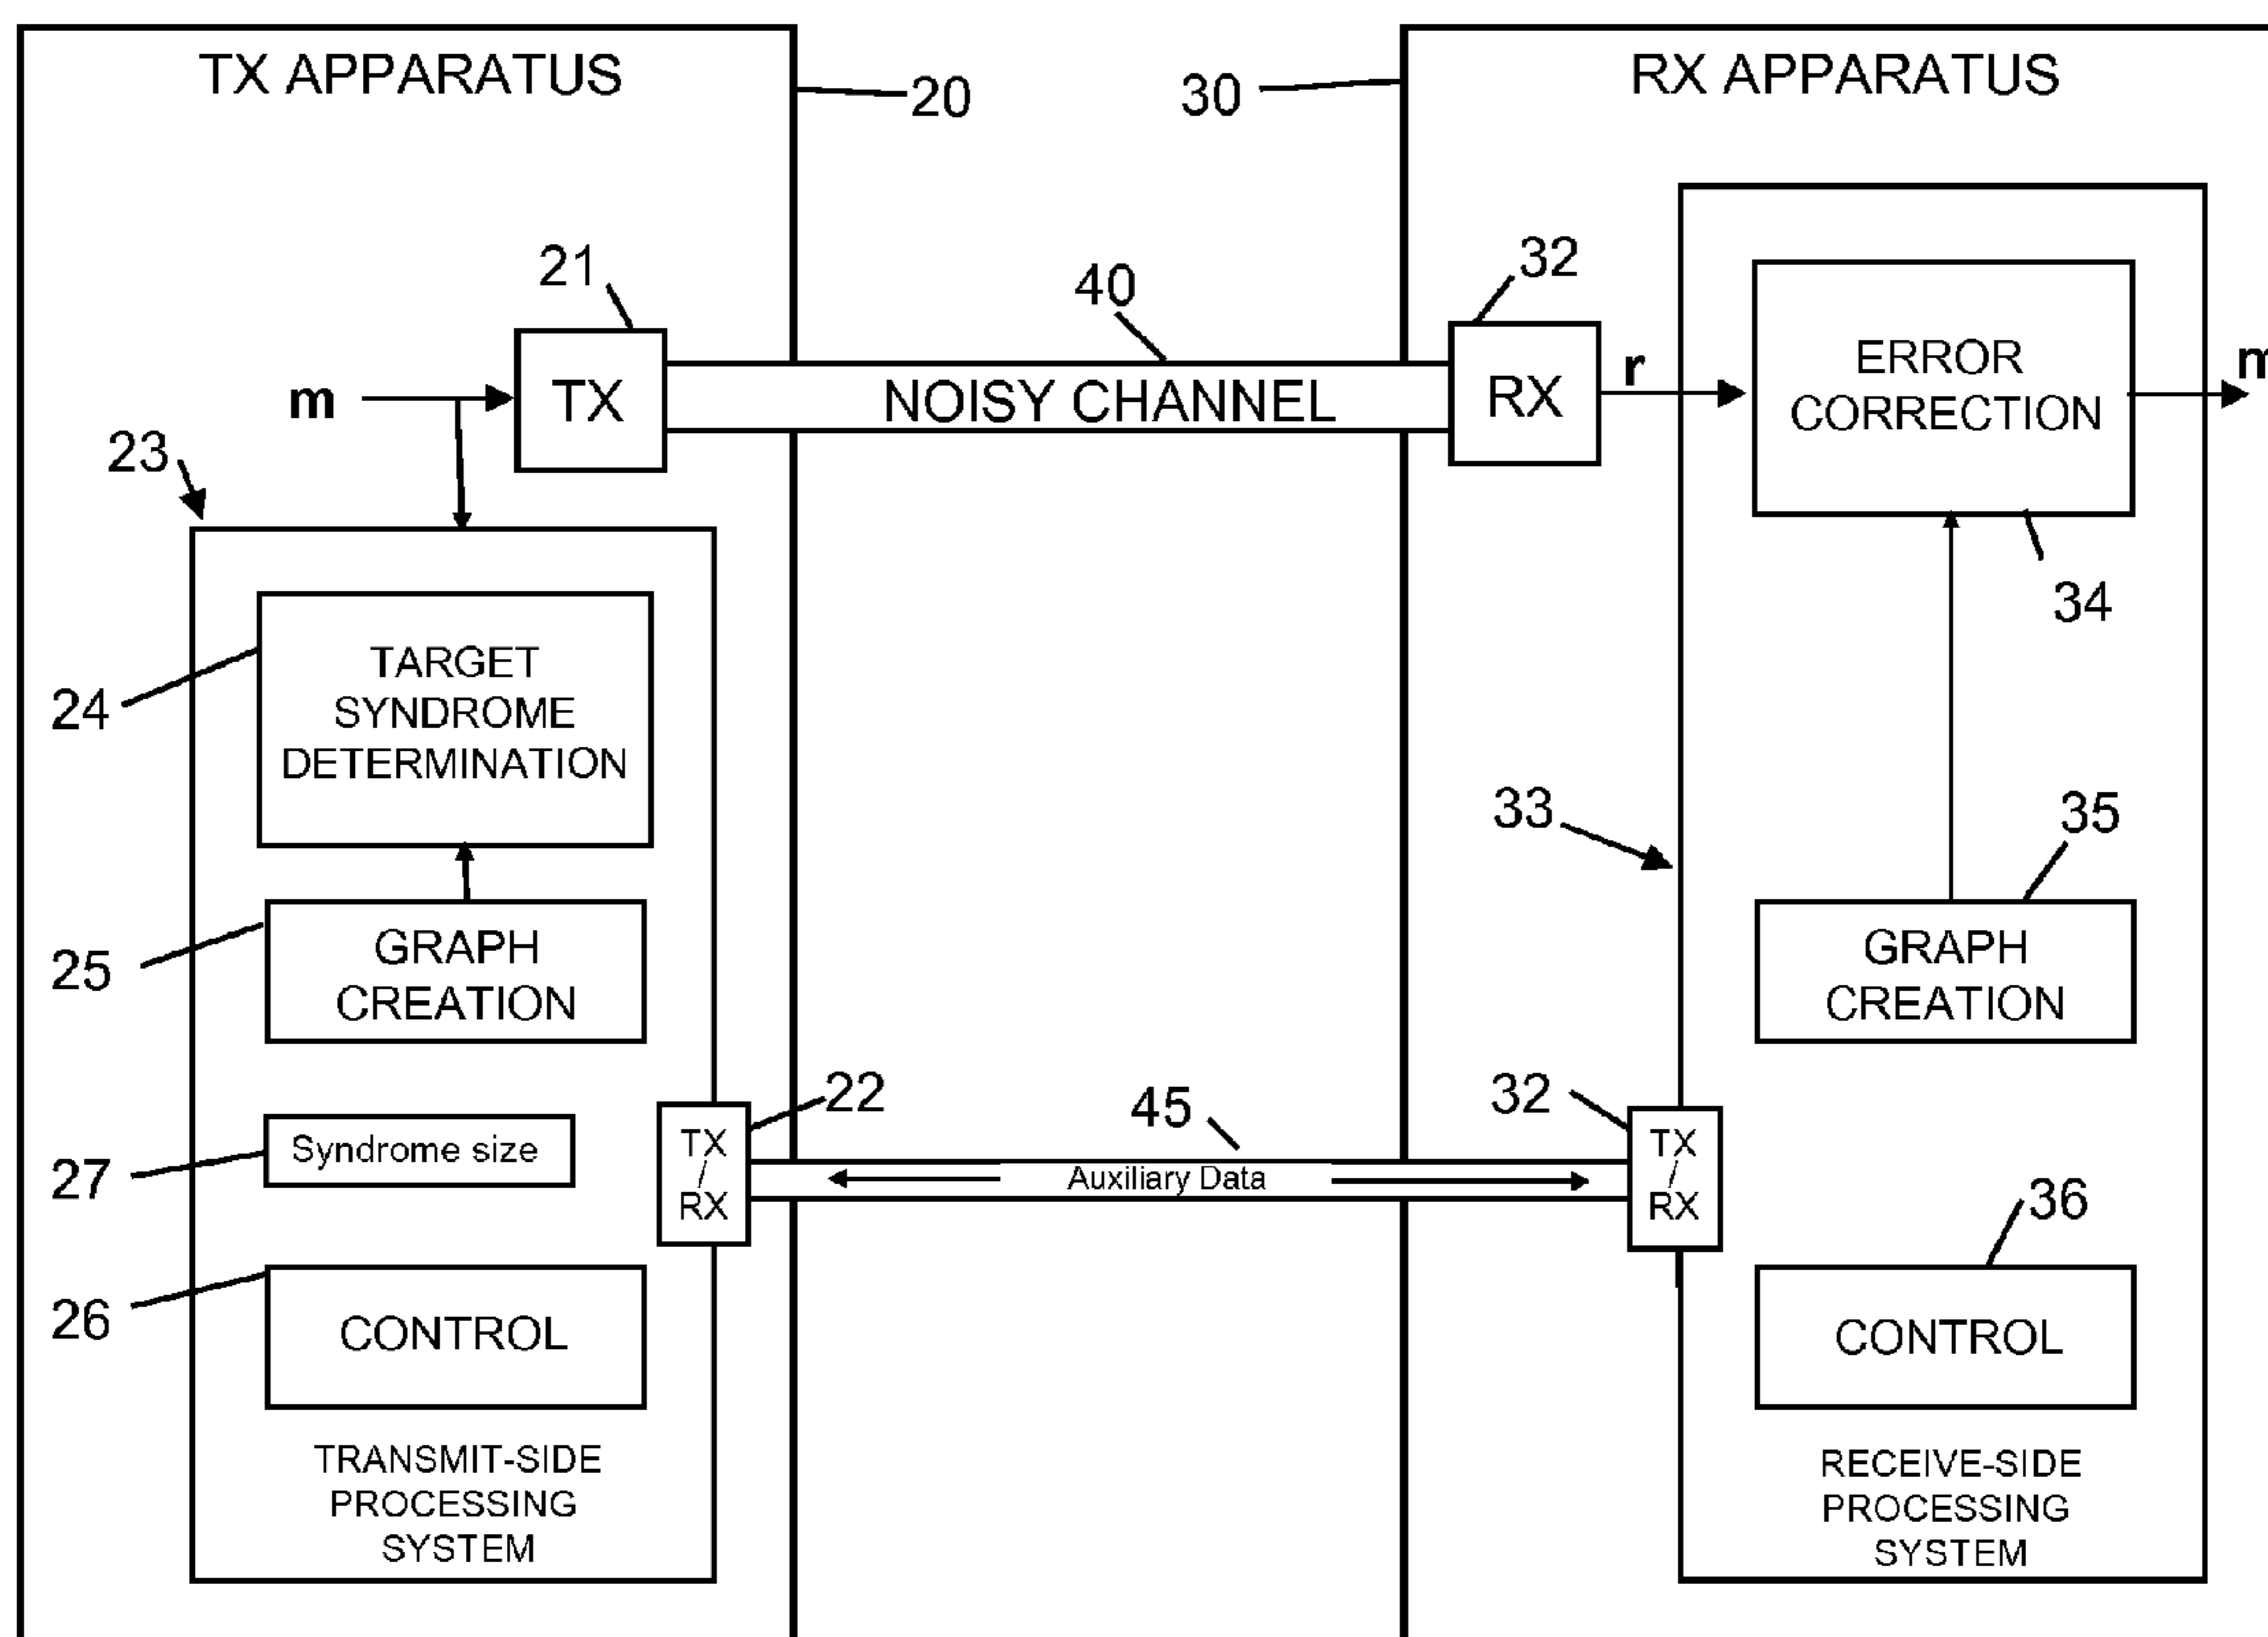 TX APPARATUS
20
30
RX APPARATUS
21
40
32
m
TX
NOISY CHANNEL
RX
r
ERROR
CORRECTION
m
23
34
24
TARGET
SYNDROME
DETERMINATION
33
35
25
GRAPH
CREATION
GRAPH
CREATION
22
45
32
27
Syndrome size
TX
/
RX
Auxiliary Data
TX
/
RX
36
26
CONTROL
CONTROL
TRANSMIT-SIDE
PROCESSING
SYSTEM
RECEIVE-SIDE
PROCESSING
SYSTEM